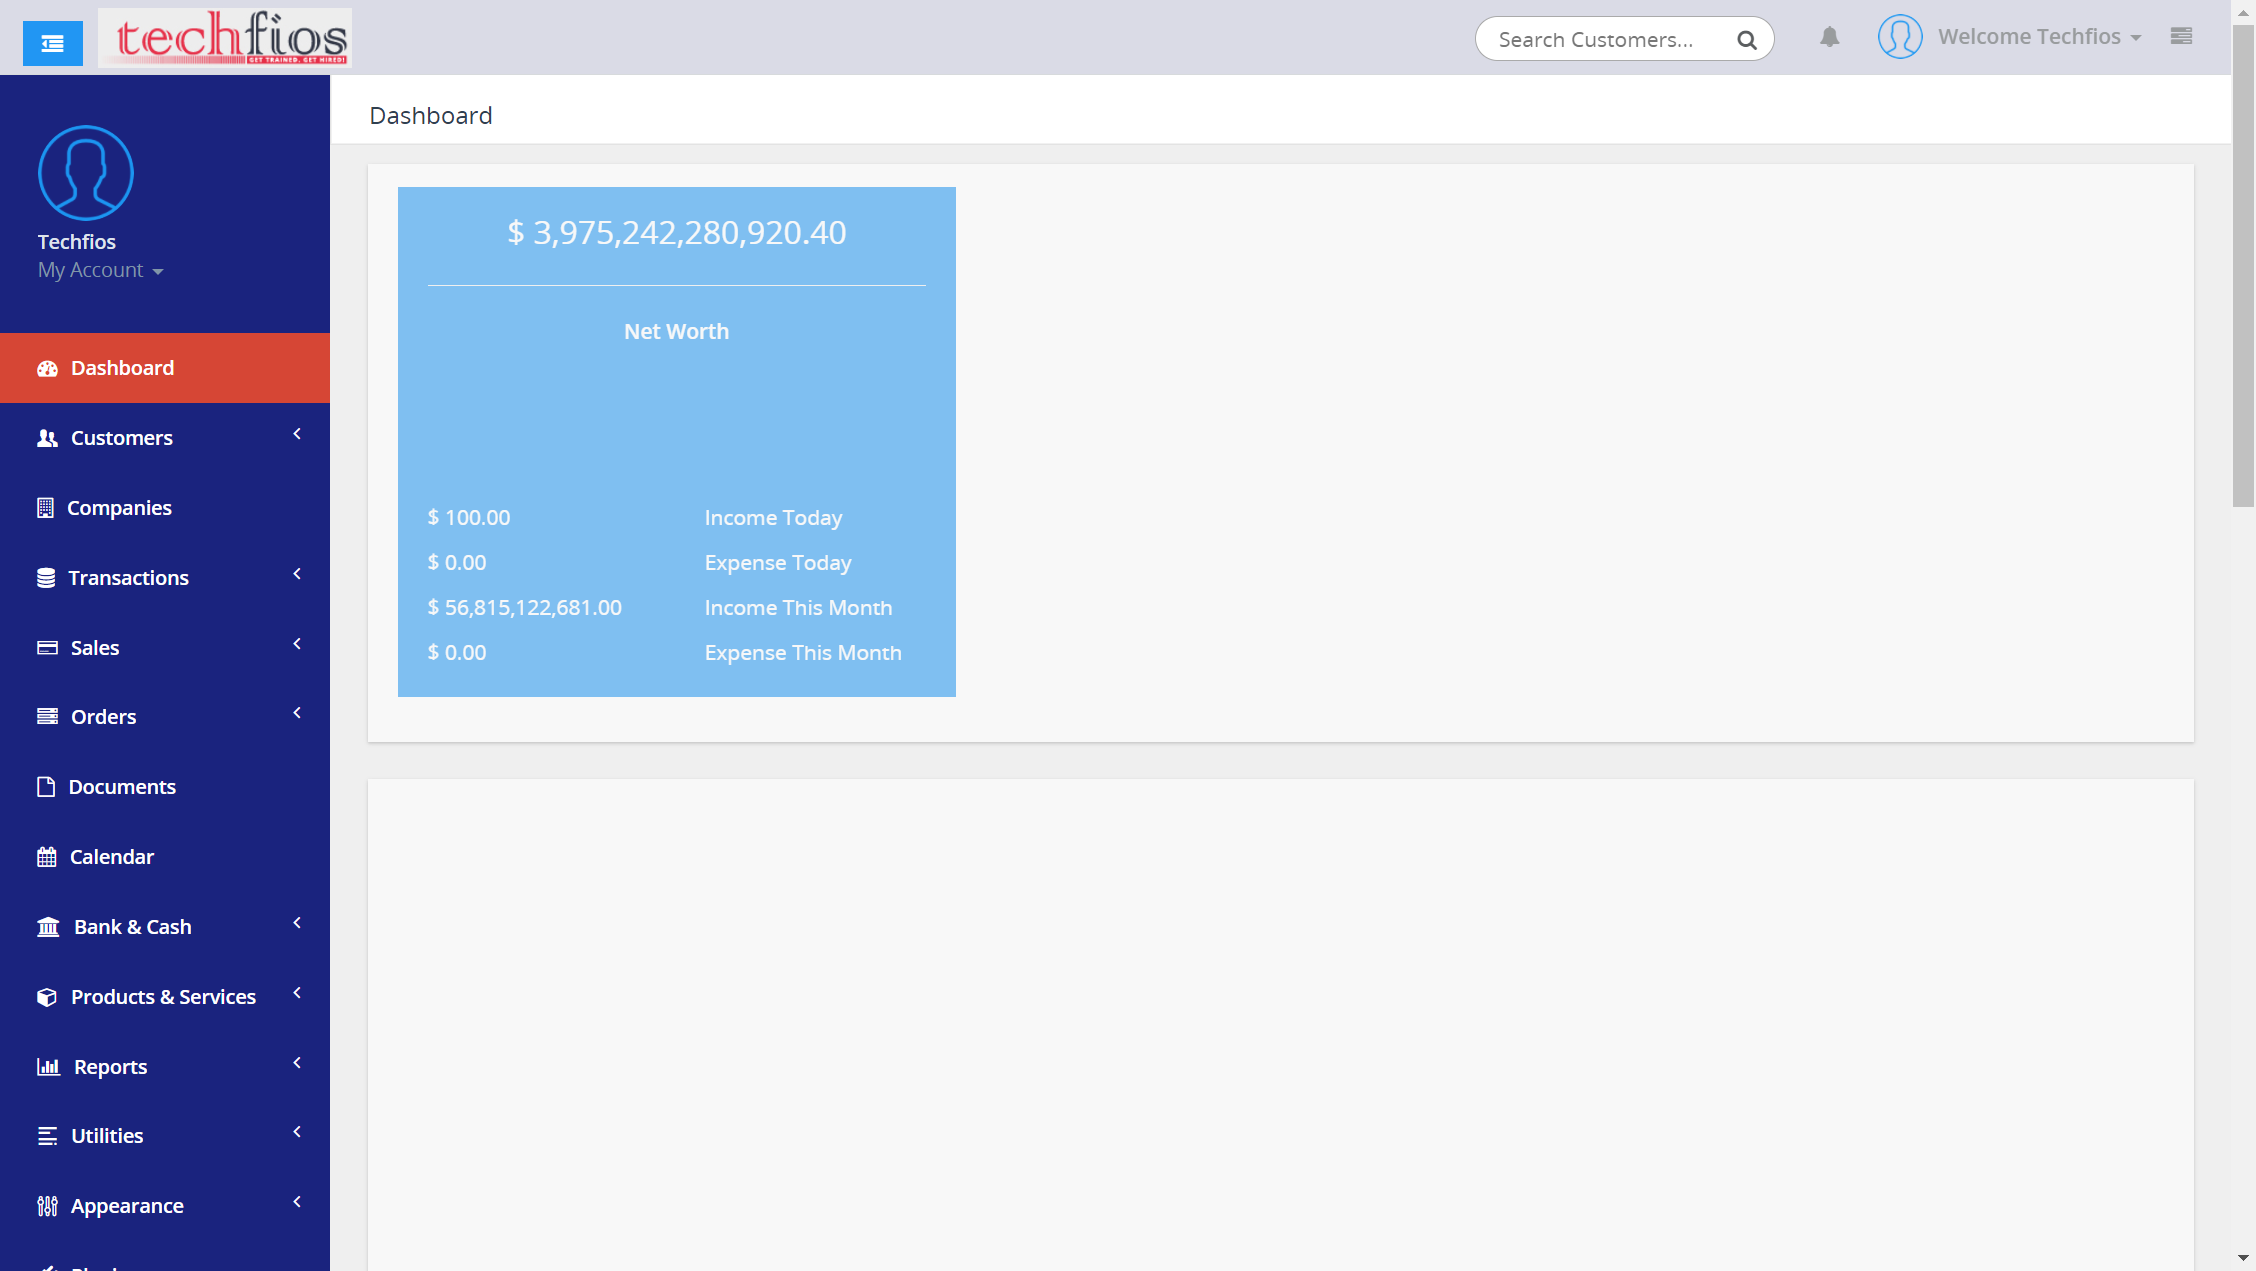 techfios
GET TRAINED. GET HIRED!
Search Customers...
Welcome Techfios
Techfios
My Account
Dashboard
Customers
Companies
Transactions
Sales
Orders
Documents
Calendar
Bank & Cash
Products & Services
Reports
Utilities
Appearance
Dashboard
$ 3,975,242,280,920.40
Net Worth
$ 100.00 Income Today
$ 0.00 Expense Today
$ 56,815,122,681.00 Income This Month
$ 0.00 Expense This Month